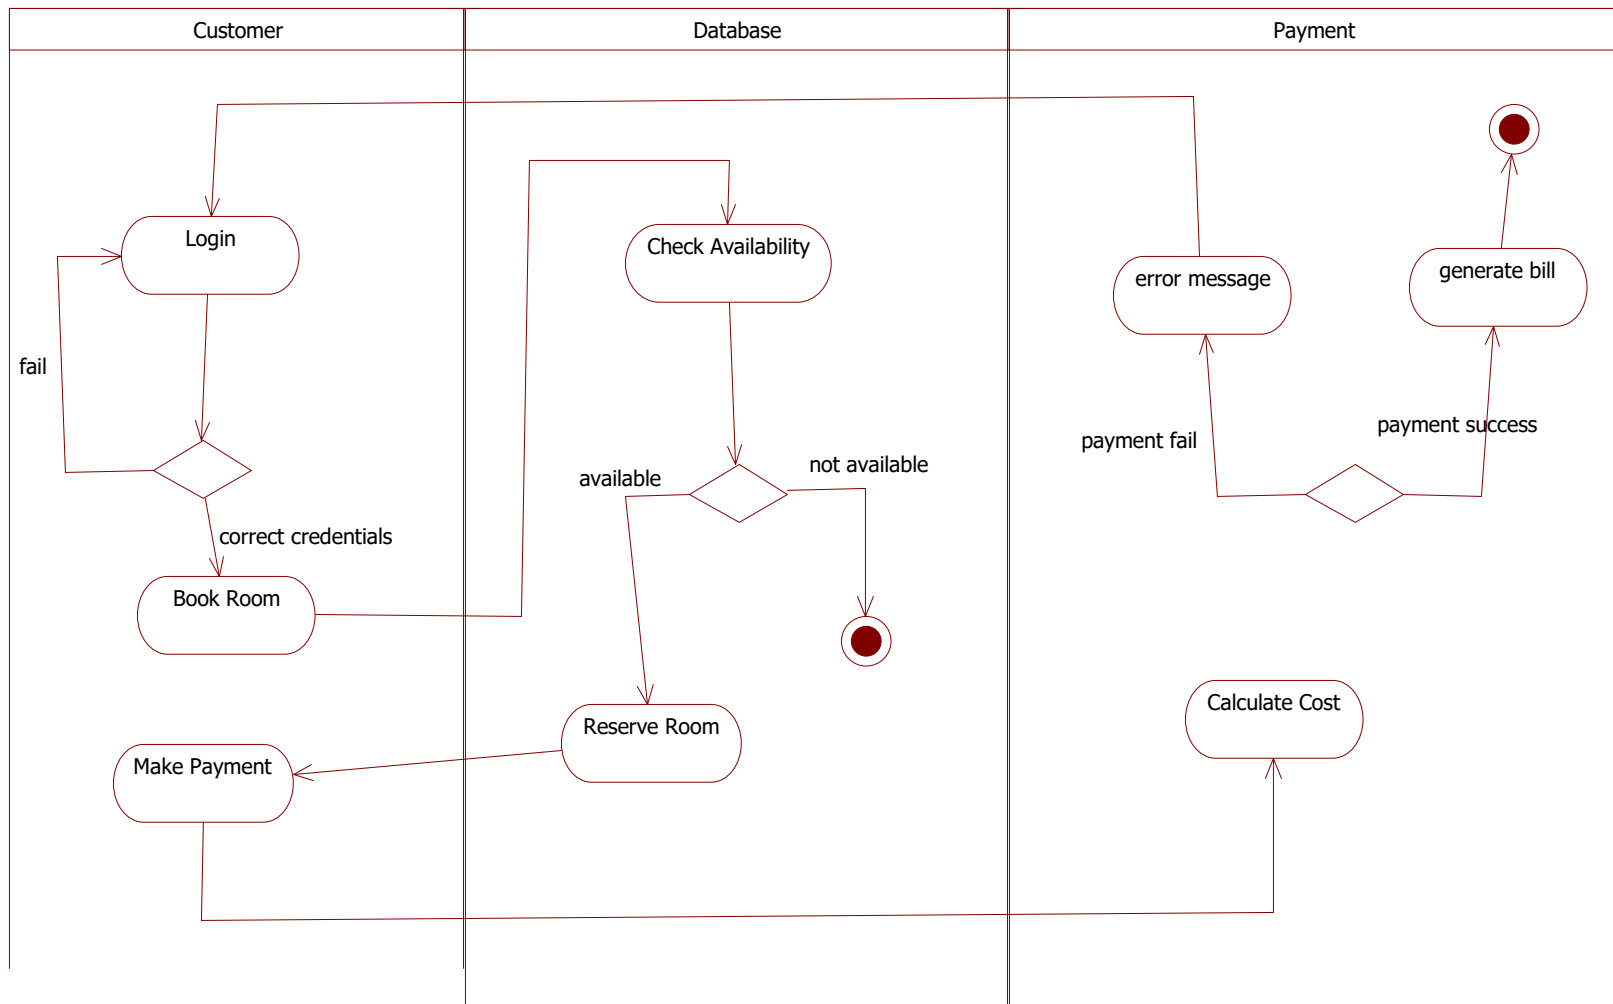 Customer
Database
Payment
Login
Check Availability
error message
generate bill
fail
payment fail
payment success
available
not available
correct credentials
Book Room
Reserve Room
Calculate Cost
Make Payment